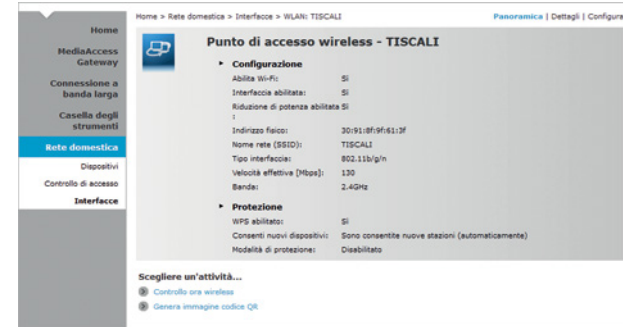 Home > Rete domestica > Interfacce > WLAN: TISCALI
Panoramica | Dettagli | Configura
Home
MediaAccess
Gateway
Connessione a
banda larga
Casella degli
strumenti
Rete domestica
Dispositivi
Controllo di accesso
Interfacce
Punto di accesso wireless - TISCALI
Configurazione
Abilita Wi-Fi: Sì
Interfaccia abilitata: Sì
Riduzione di potenza abilitata Sì
:
Indirizzo fisico: 30:91:8f:9f:61:3f
Nome rete (SSID): TISCALI
Tipo interfaccia: 802.11b/g/n
Velocità effettiva [Mbps]: 130
Banda: 2.4GHz
Protezione
WPS abilitato: Sì
Consenti nuovi dispositivi: Sono consentite nuove stazioni (automaticamente)
Modalità di protezione: Disabilitato
Scegliere un'attività...
Controllo ora wireless
Genera immagine codice QR